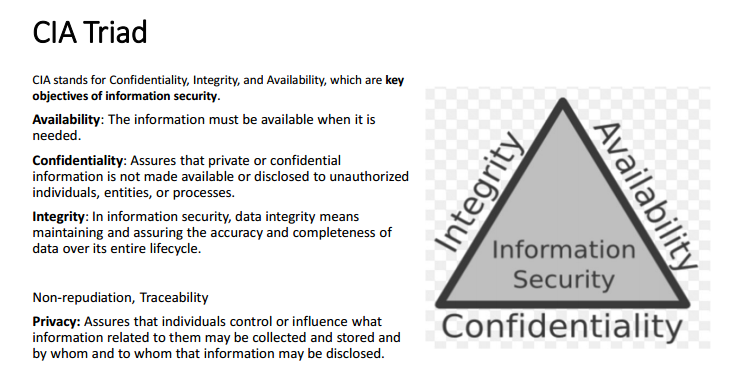 CIA Triad
CIA stands for Confidentiality, Integrity, and Availability, which are key
objectives of information security.
Availability: The information must be available when it is
needed.
Confidentiality: Assures that private or confidential
information is not made available or disclosed to unauthorized
individuals, entities, or processes.
Integrity: In information security, data integrity means
maintaining and assuring the accuracy and completeness of
data over its entire lifecycle.
Non-repudiation, Traceability
Privacy: Assures that individuals control or influence what
information related to them may be collected and stored and
by whom and to whom that information may be disclosed.
Integrity
Availability
Information
Security
Confidentiality